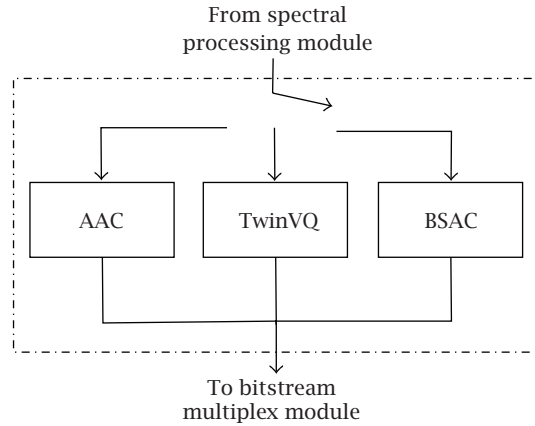 From spectral
processing module
AAC
TwinVQ
BSAC
To bitstream
multiplex module